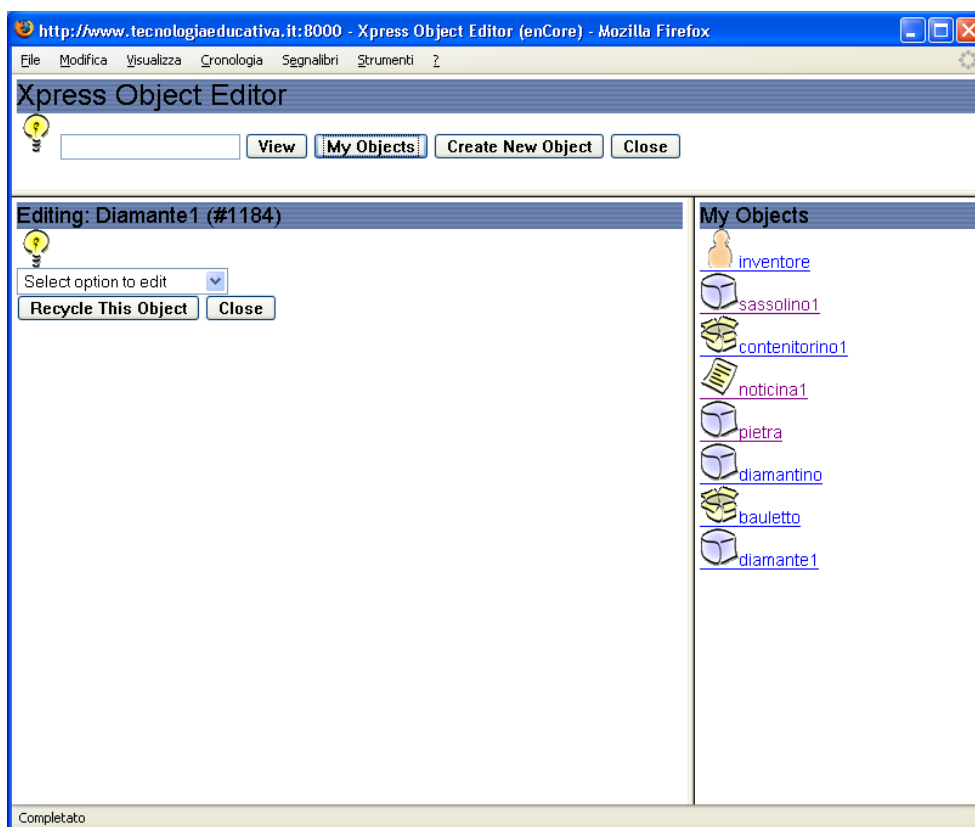 http://www.tecnologiaeducativa.it:8000 - Xpress Object Editor (enCore) - Mozilla Firefox
File Modifica Visualizza Cronologia Segnalibri Strumenti ?
Xpress Object Editor
View My Objects Create New Object Close
Editing: Diamante1 (#1184)
Select option to edit
Recycle This Object Close
My Objects
inventore
sassolino1
contenitorino1
noticina1
pietra
diamantino
bauletto
diamante1
Completato